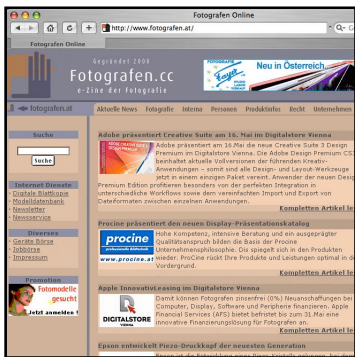 Fotografen Online
http://www.fotografen.at/
Q▾ G
Fotografen Online
Gegründet 2000
Fotografen.cc
e-Zine der Fotografie
FOTOGRAFIE
Fayer
Neu in Österreich
fotografen.at
Aktuelle News Fotografie Interna Personen Produktinfos Recht Unternehmen
Suche
Suche
Internet Dienste
Digitale Blattkopie
Modeldatenbank
Newsletter
Newsservice
Diverses
Geräte Börse
Jobbörse
Impressum
Promotion
Fotomodelle
gesucht
Jetzt anmelden !
Adobe präsentiert Creative Suite am 16. Mai im Digitalstore Vienna
Adobe präsentiert am 16.Mai die neue Creative Suite 3 Design
Premium im Digitalstore Vienna. Die Adobe Design Premium CS3
beinhaltet aktuelle Vollversionen der führenden Kreativ-
Anwendungen – somit sind alle Design- und Layout-Werkzeuge
jetzt in einem einzigen Paket vereint. Anwender der neuen Desig
Premium Edition profitieren besonders von der perfekten Integration in
unterschiedliche Workflows sowie dem vereinfachten Import und Export von
Dateiformaten zwischen einzelnen Anwendungen.
Kompletten Artikel le
Procine präsentiert den neuen Display-Präsentationskatalog
procine
www.procine.at
Hohe Kompetenz, intensive Beratung und ein ausgeprägter
Qualitätsanspruch bilden die Basis der Procine
Unternehmensphilosophie. Die spiegelt sich in den Produkten
wieder. ProCine rückt Ihre Produkte und Leistungen optimal in de
Vordergrund.
Kompletten Artikel le
Apple InnovativLeasing im Digitalstore Vienna
DIGITALSTORE
VIENNA
Damit können Fotografen zinsenfrei (0%) Neuanschaffungen bei
Computer, Display, Software und Peripherie finanzieren. Apple
Financial Services (AFS) bietet befristet bis zum 31.Mai eine
innovative Finanzierungslösung für Fotografen an.
Kompletten Artikel le
Epson entwickelt Piezo-Druckkopf der neuesten Generation